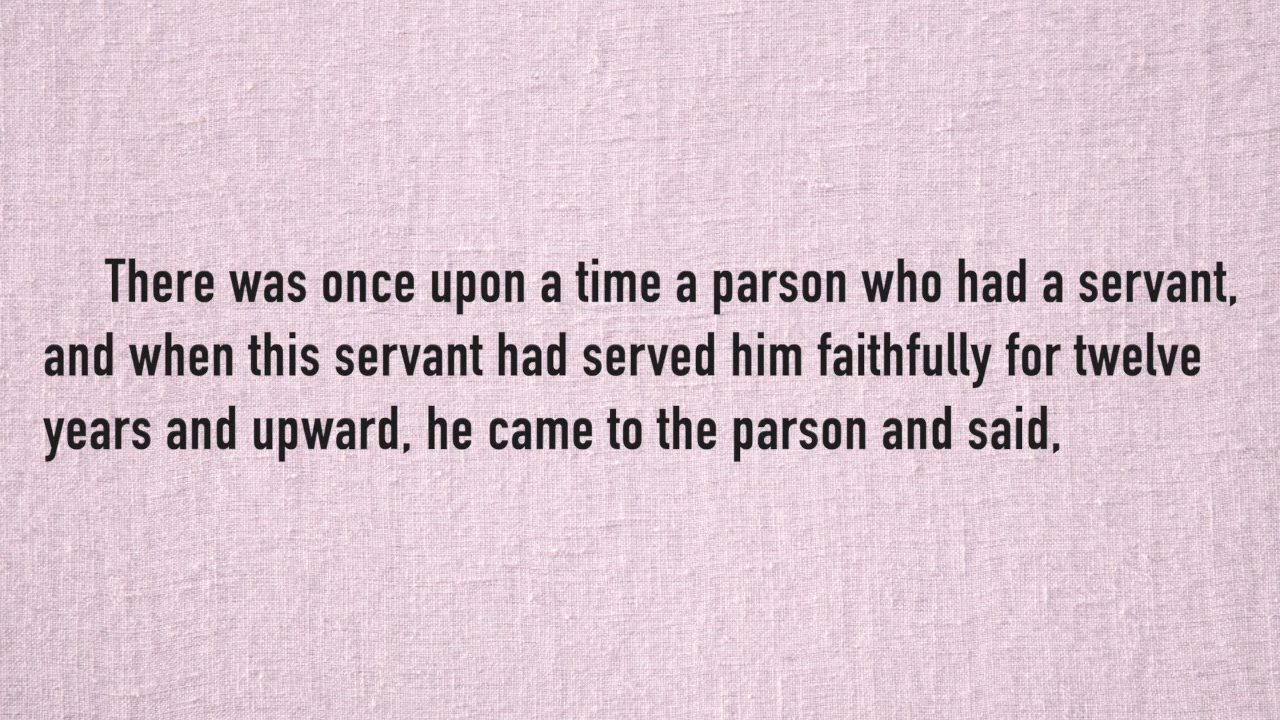 There was once upon a time a parson who had a servant,
and when this servant had served him faithfully for twelve
years and upward, he came to the parson and said,